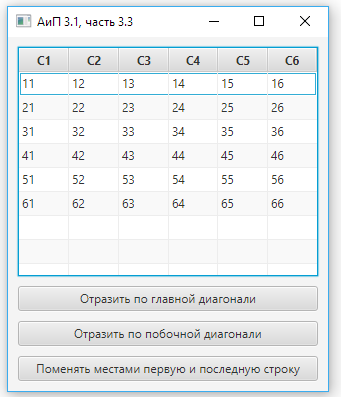 АиП 3.1, часть 3.3
C1 C2 C3 C4 C5 C6
11 12 13 14 15 16
21 22 23 24 25 26
31 32 33 34 35 36
41 42 43 44 45 46
51 52 53 54 55 56
61 62 63 64 65 66
Отразить по главной диагонали
Отразить по побочной диагонали
Поменять местами первую и последную строку